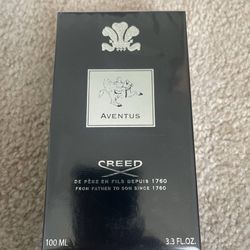 AVENTUS
CREED
DE PÈRE EN FILS DEPUIS 1760
FROM FATHER TO SON SINCE 1760
100 ML 3.3 FL.OZ.